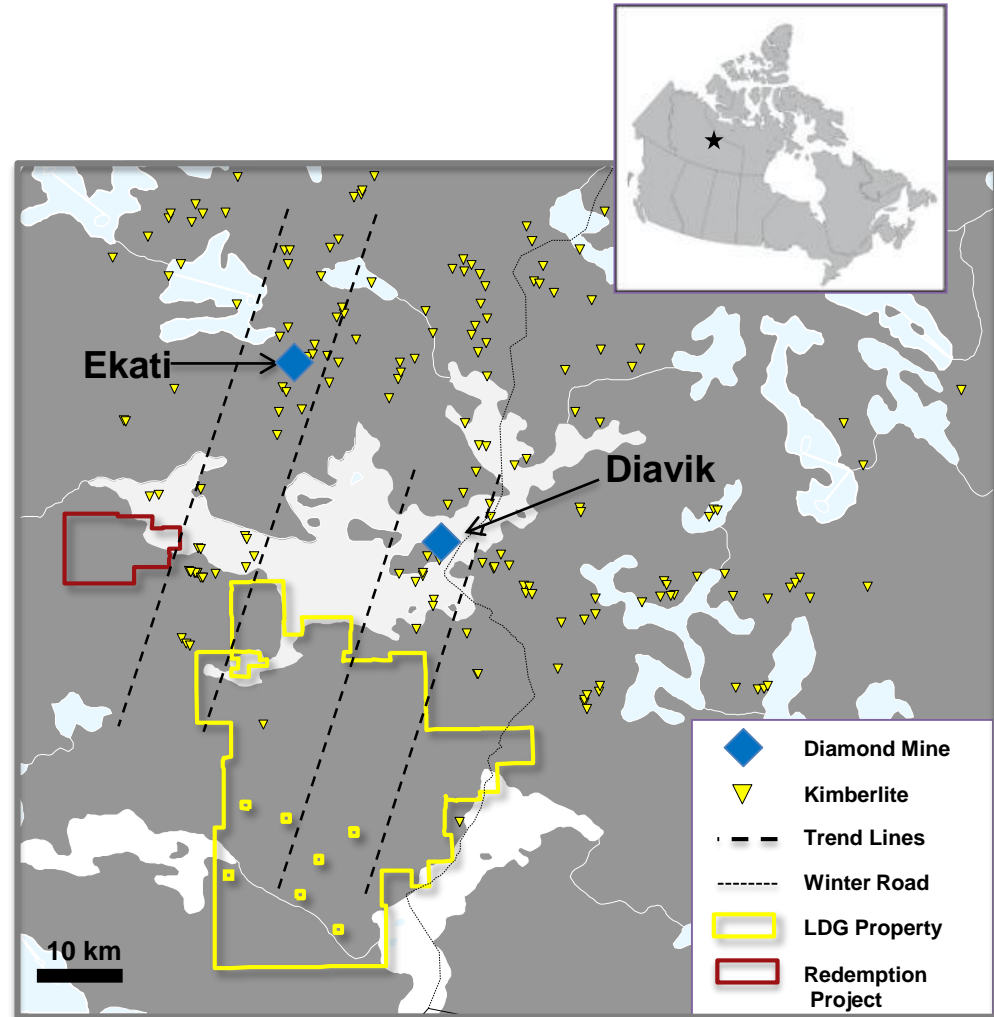 Ekati
Diavik
10 km
Diamond Mine
Kimberlite
Trend Lines
Winter Road
LDG Property
Redemption
Project